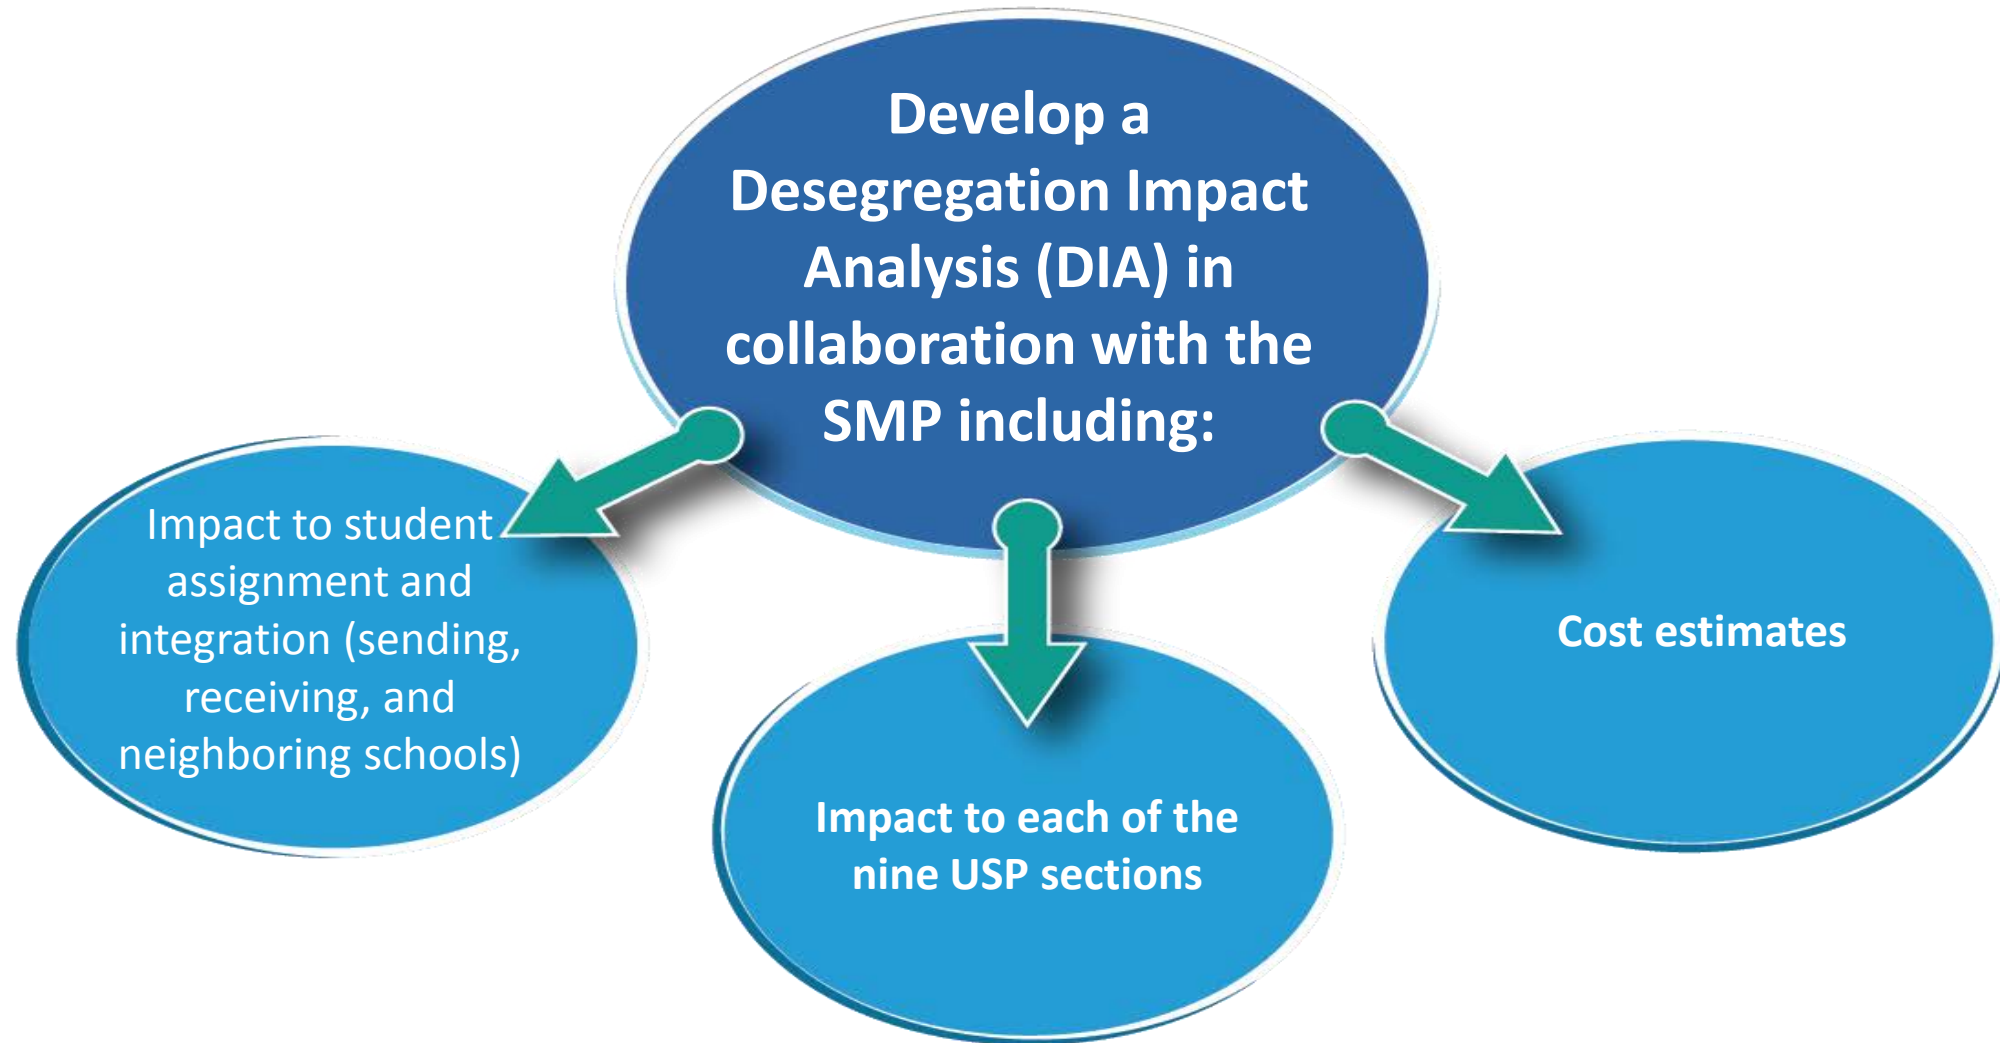 Develop a
Desegregation Impact
Analysis (DIA) in
collaboration with the
SMP including:
Impact to student
assignment and
integration (sending,
receiving, and
neighboring schools)
Impact to each of the
nine USP sections
Cost estimates